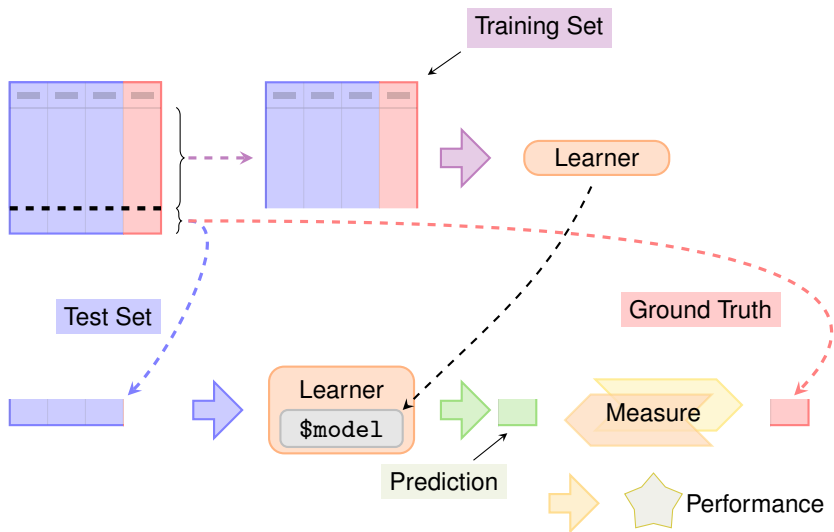 Training Set
Learner
Test Set
Ground Truth
Learner
$model
Measure
Prediction
Performance